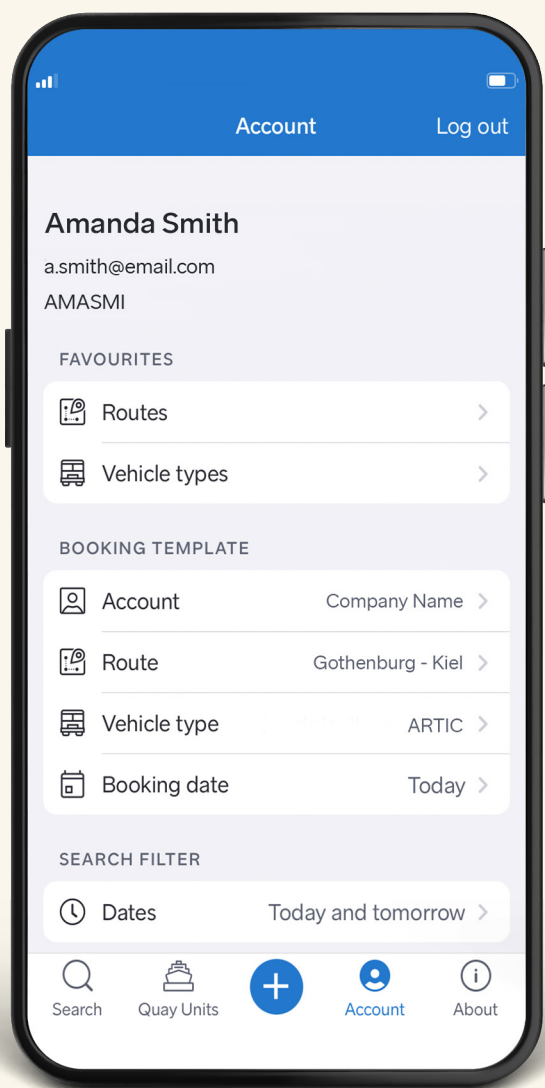 Account Log out
Amanda Smith
a.smith@email.com
AMASMI
FAVOURITES
Routes
Vehicle types
BOOKING TEMPLATE
Account Company Name
Route Gothenburg - Kiel
Vehicle type ARTIC
Booking date Today
SEARCH FILTER
Dates Today and tomorrow
Search Quay Units Account About